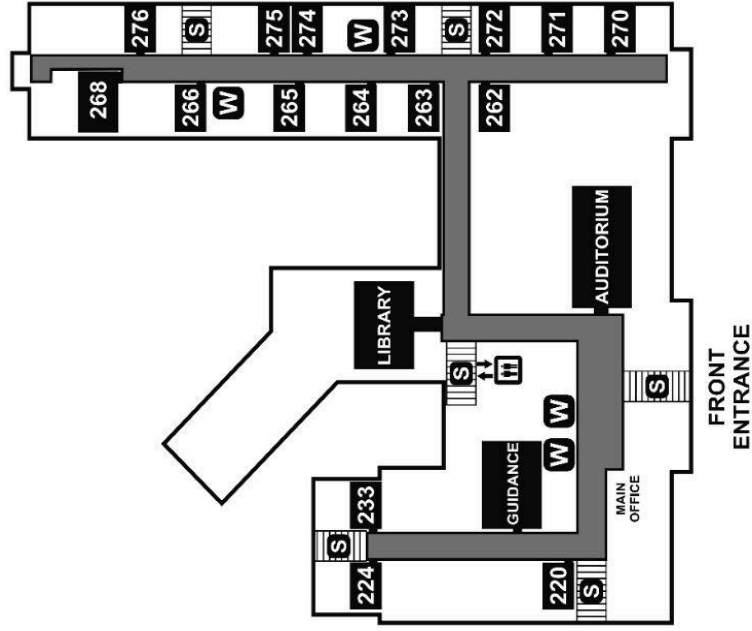 276
S
275
274
W
273
S
272
271
270
268
266
W
265
264
263
262
AUDITORIUM
LIBRARY
S
S
FRONT
ENTRANCE
W
W
GUIDANCE
MAIN
OFFICE
233
S
224
220
S